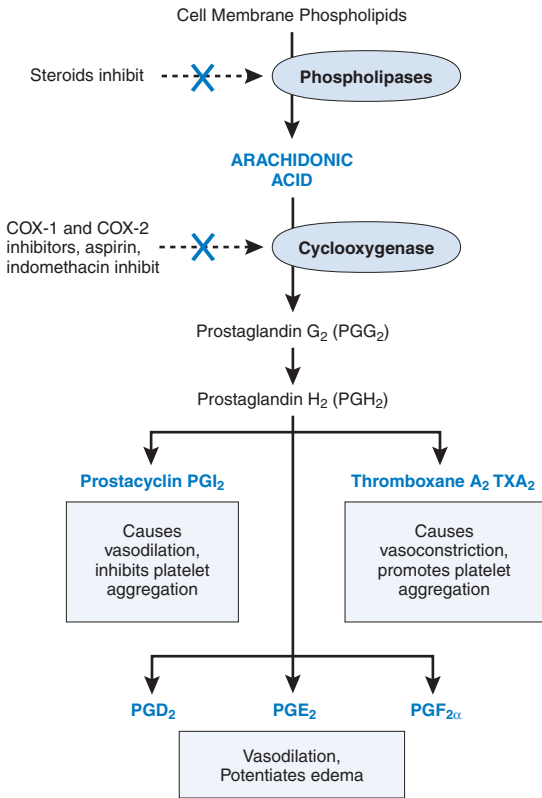 Cell Membrane Phospholipids
Steroids inhibit
Phospholipases
ARACHIDONIC
ACID
COX-1 and COX-2
inhibitors, aspirin,
indomethacin inhibit
Cyclooxygenase
Prostaglandin G₂ (PGG₂)
Prostaglandin H₂ (PGH₂)
Prostacyclin PGI₂
Thromboxane A₂ TXA₂
Causes
vasodilation,
inhibits platelet
aggregation
Causes
vasoconstriction,
promotes platelet
aggregation
PGD₂
PGE₂
PGF₂α
Vasodilation,
Potentiates edema